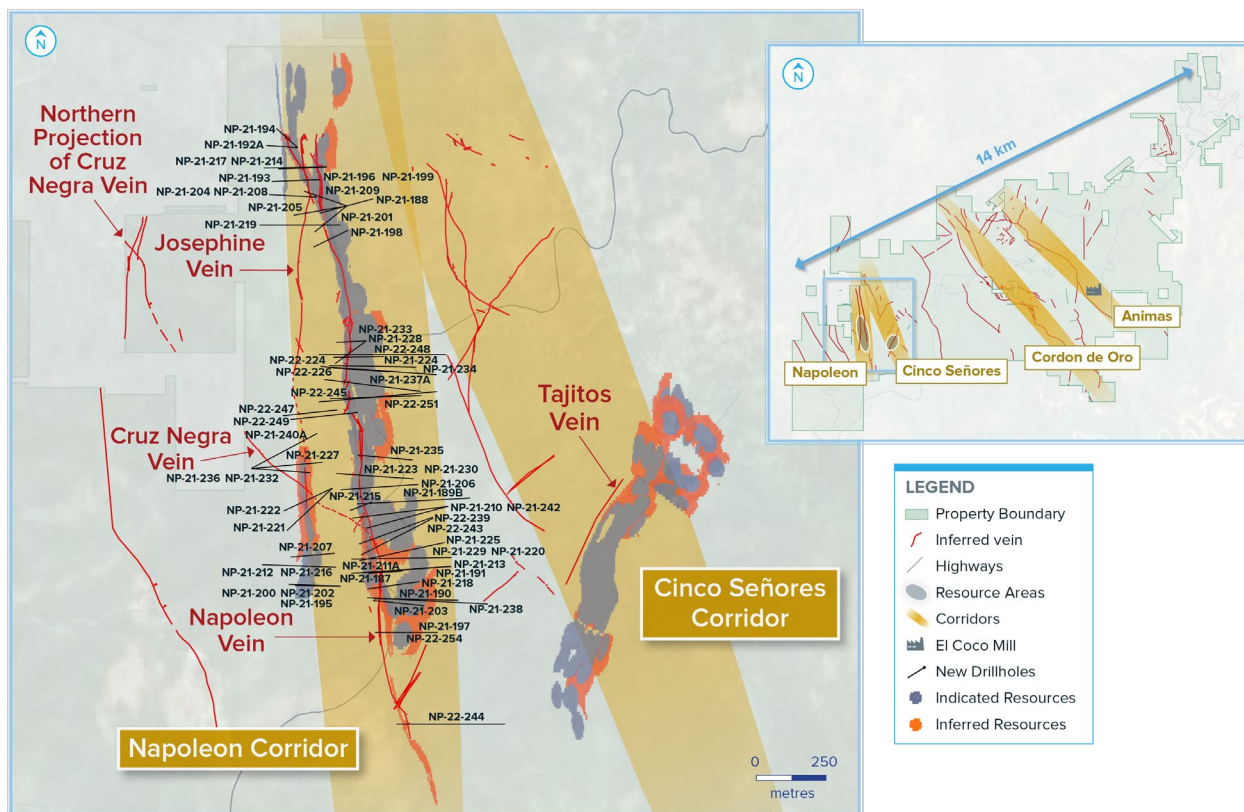 N
Northern
Projection
of Cruz
Negra Vein
NP-21-194
NP-21-192A
NP-21-217 NP-21-214
NP-21-193
NP-21-196 NP-21-199
NP-21-204 NP-21-208
NP-21-209
NP-21-188
NP-21-205
NP-21-201
NP-21-219
NP-21-198
Josephine
Vein
NP-21-233
NP-21-228
NP-22-248
NP-22-224
NP-21-224
NP-22-226
NP-21-234
NP-21-237A
NP-22-245
NP-22-251
NP-22-247
NP-22-249
NP-21-240A
Cruz Negra
Vein
NP-21-235
NP-21-227
NP-21-223 NP-21-230
NP-21-236 NP-21-232
NP-21-206
NP-21-215
NP-21-189B
NP-22-222
NP-21-210 NP-21-242
NP-22-239
NP-21-221
NP-22-243
NP-21-225
NP-21-207
NP-21-229 NP-21-220
NP-21-211A
NP-21-213
NP-21-212 NP-21-216
NP-21-191
NP-21-187
NP-21-218
NP-21-200 NP-21-202
NP-21-190
NP-21-195
NP-21-203
NP-21-238
Napoleon
Vein
NP-21-197
NP-22-254
NP-22-244
Tajitos
Vein
Cinco Señores
Corridor
Napoleon Corridor
0 250
metres
N
14 km
Napoleon
Cinco Señores
Cordon de Oro
Animas
LEGEND
Property Boundary
Inferred vein
Highways
Resource Areas
Corridors
El Coco Mill
New Drillholes
Indicated Resources
Inferred Resources